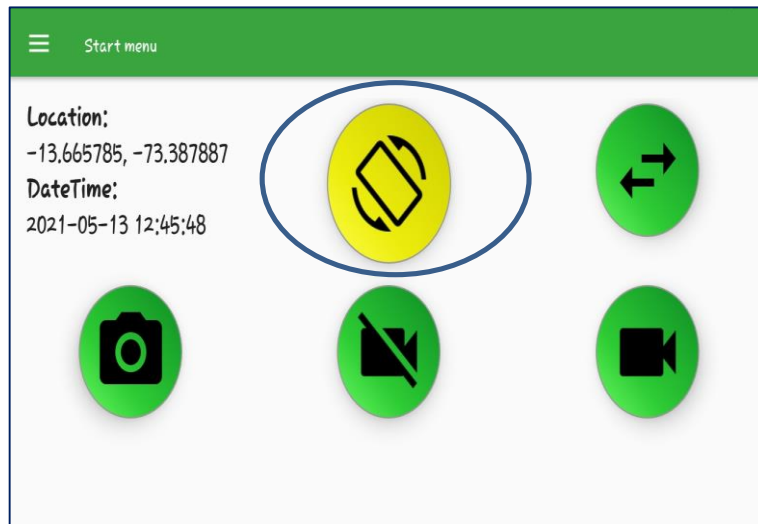 Start menu
Location:
-13.665785, -73.387887
DateTime:
2021-05-13 12:45:48